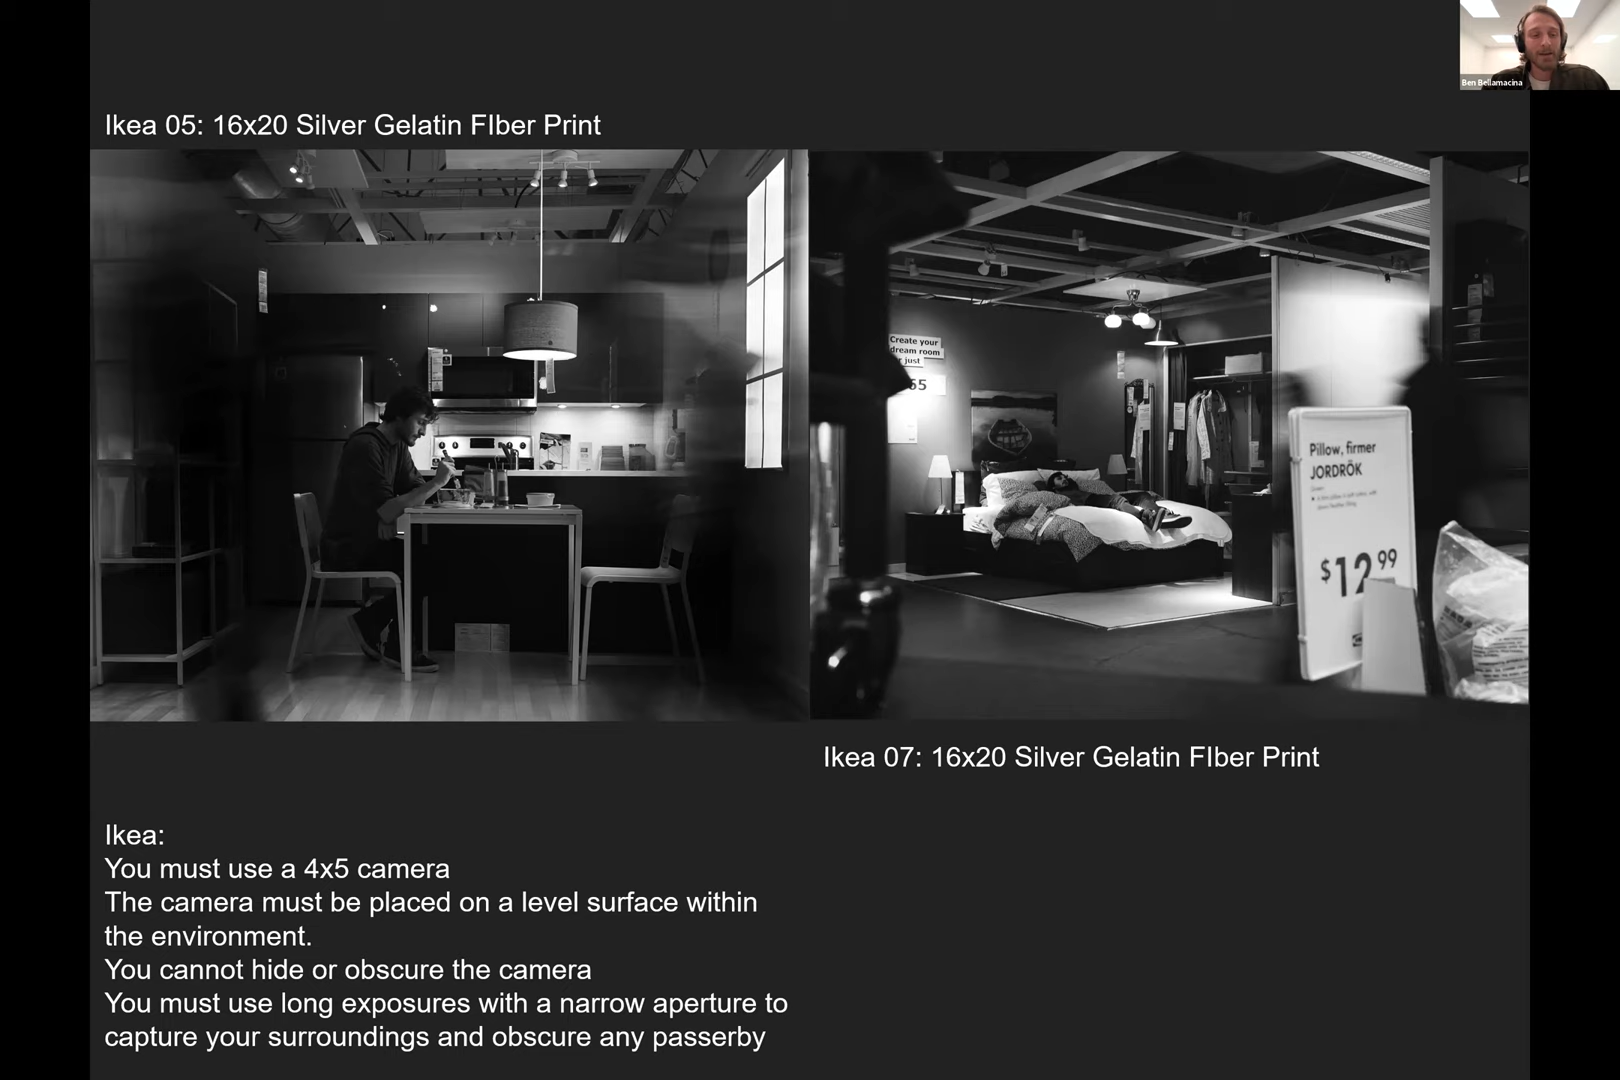 Ben Bellamacina
Ikea 05: 16x20 Silver Gelatin FIber Print
Create your
dream room
just
Pillow, firmer
JORDRÖK
$12.99
Ikea 07: 16x20 Silver Gelatin FIber Print
Ikea:
You must use a 4x5 camera
The camera must be placed on a level surface within
the environment.
You cannot hide or obscure the camera
You must use long exposures with a narrow aperture to
capture your surroundings and obscure any passerby